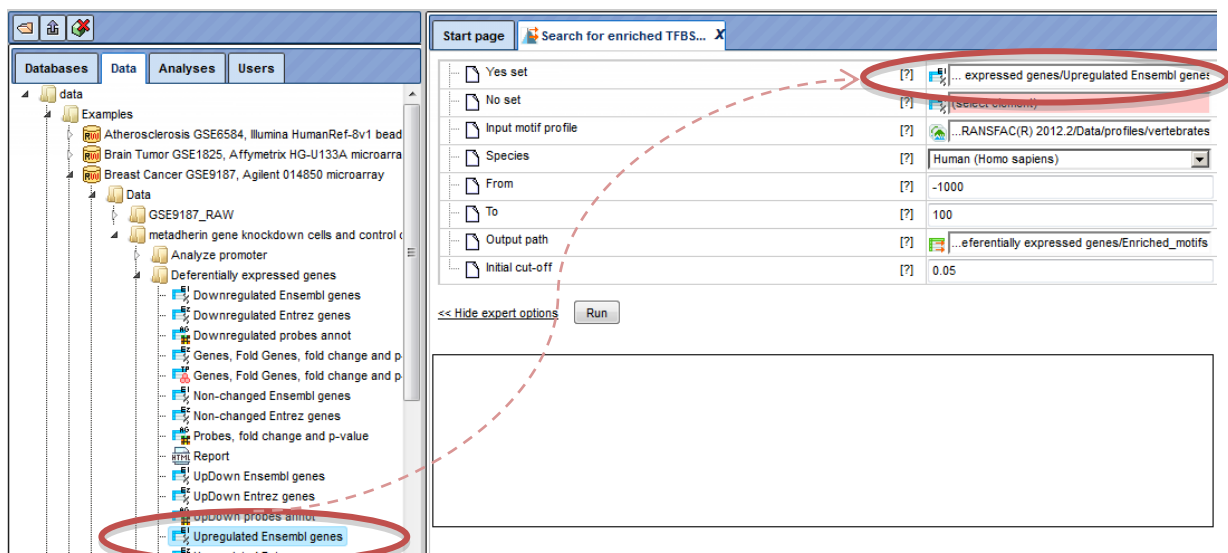 Databases
Data
Analyses
Users
data
Examples
Atherosclerosis GSE6584, Illumina HumanRef-8v1 bead
Brain Tumor GSE1825, Affymetrix HG-U133A microarra
Breast Cancer GSE9187, Agilent 014850 microarray
Data
GSE9187_RAW
metadherin gene knockdown cells and control c
Analyze promoter
Deferentially expressed genes
Downregulated Ensembl genes
Downregulated Entrez genes
Downregulated probes annot
Genes, Fold Genes, fold change and p-
Genes, Fold Genes, fold change and p-
Non-changed Ensembl genes
Non-changed Entrez genes
Probes, fold change and p-value
Report
UpDown Ensembl genes
UpDown Entrez genes
UpDown probes annot
Upregulated Ensembl genes
Start page
Search for enriched TFBS... X
Yes set [?] ... expressed genes/Upregulated Ensembl genes
No set [?] (select element)
Input motif profile [?] ...RANSFAC(R) 2012.2/Data/profiles/vertebrates
Species [?] Human (Homo sapiens)
From [?] -1000
To [?] 100
Output path [?] ...eferentially expressed genes/Enriched_motifs
Initial cut-off [?] 0.05
<< Hide expert options Run